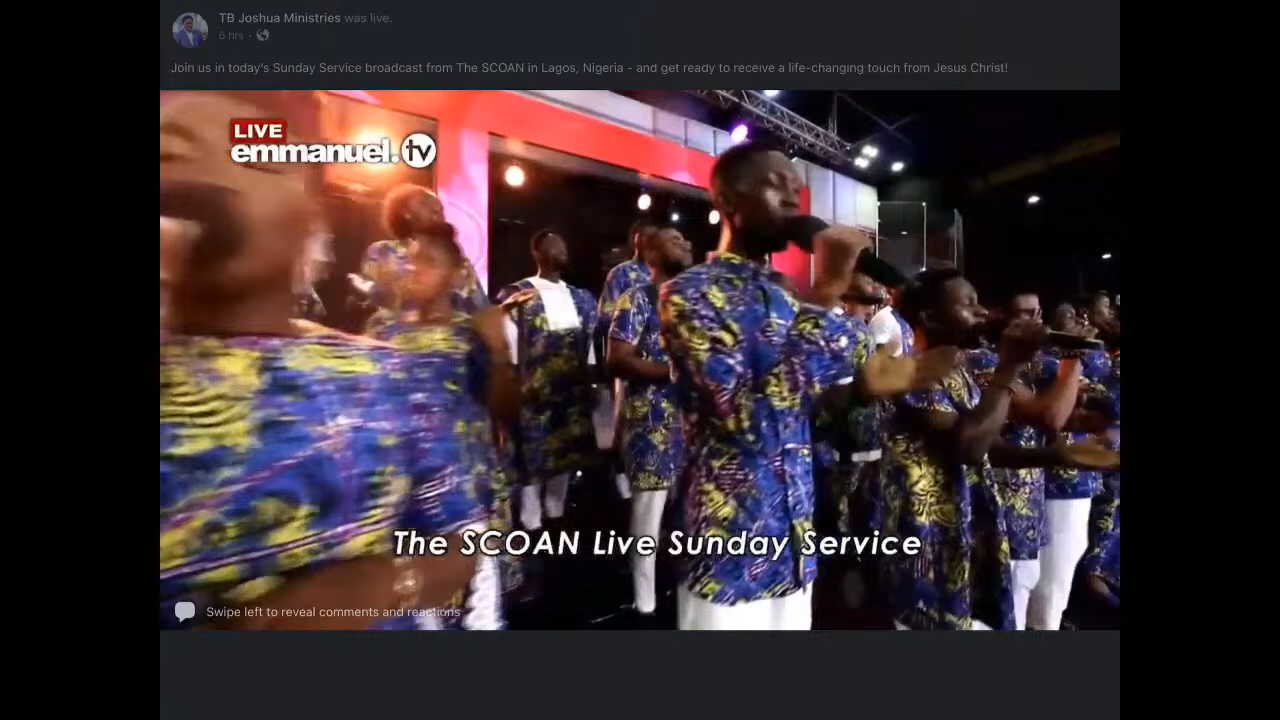 TB Joshua Ministries was live.
6 hrs ·
Join us in today's Sunday Service broadcast from The SCOAN in Lagos, Nigeria - and get ready to receive a life-changing touch from Jesus Christ!
LIVE
emmanuel.tv
The SCOAN Live Sunday Service
Swipe left to reveal comments and reactions